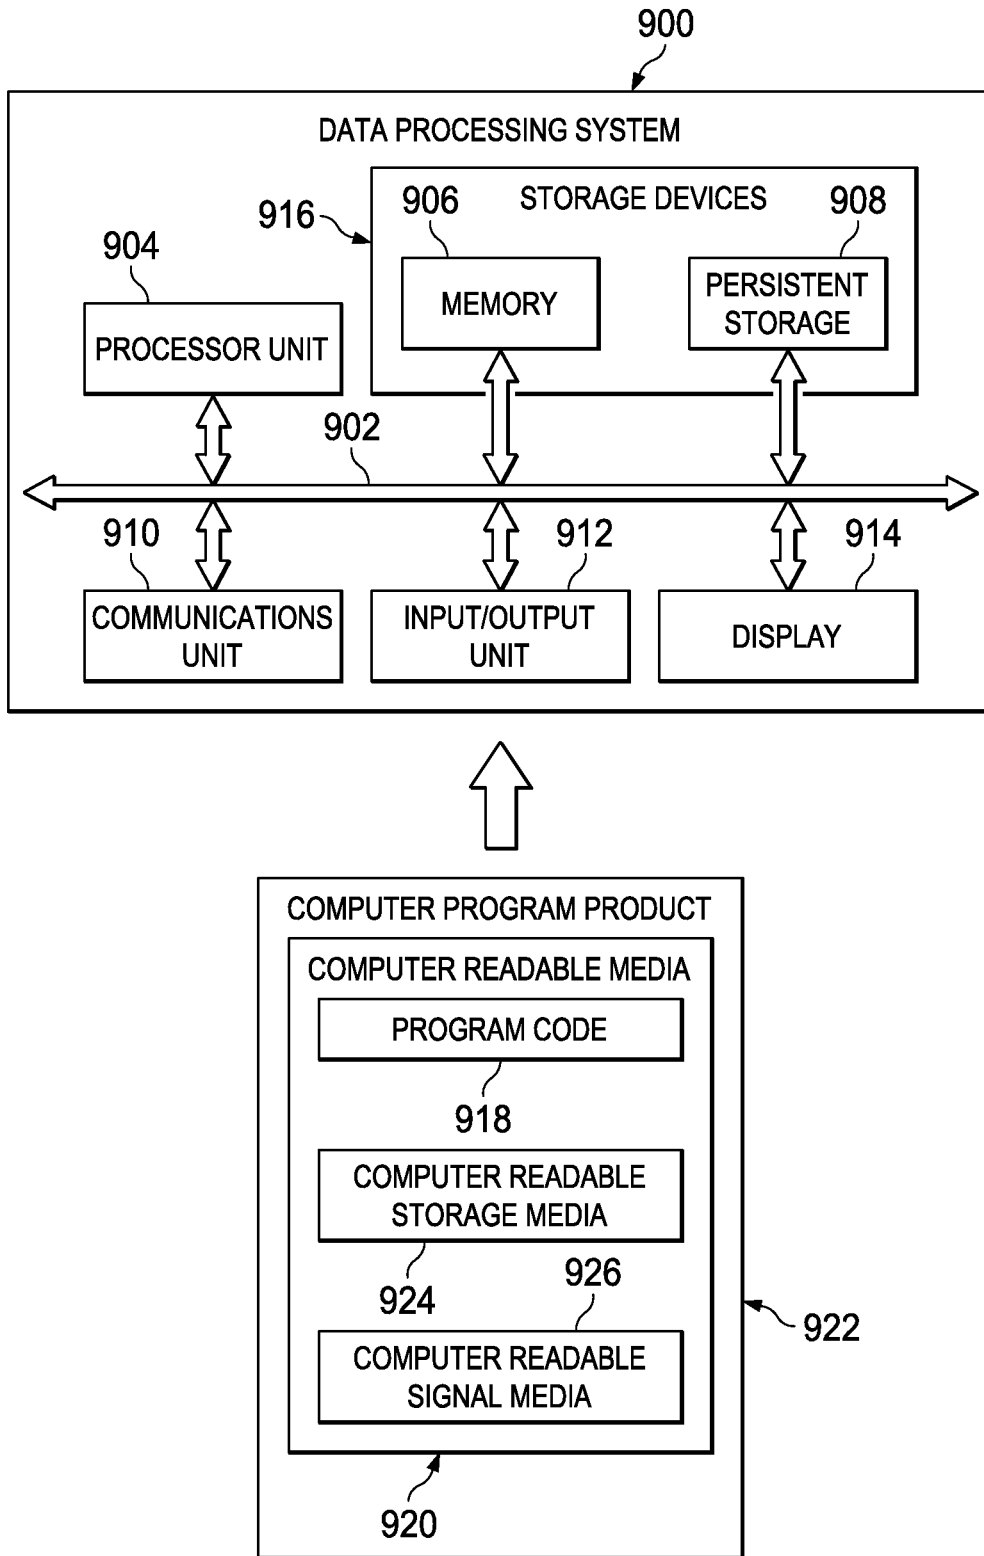 900
DATA PROCESSING SYSTEM
916
906
STORAGE DEVICES
908
904
MEMORY
PERSISTENT
STORAGE
PROCESSOR UNIT
902
910
912
914
COMMUNICATIONS
UNIT
INPUT/OUTPUT
UNIT
DISPLAY
COMPUTER PROGRAM PRODUCT
COMPUTER READABLE MEDIA
PROGRAM CODE
918
COMPUTER READABLE
STORAGE MEDIA
924
926
922
COMPUTER READABLE
SIGNAL MEDIA
920